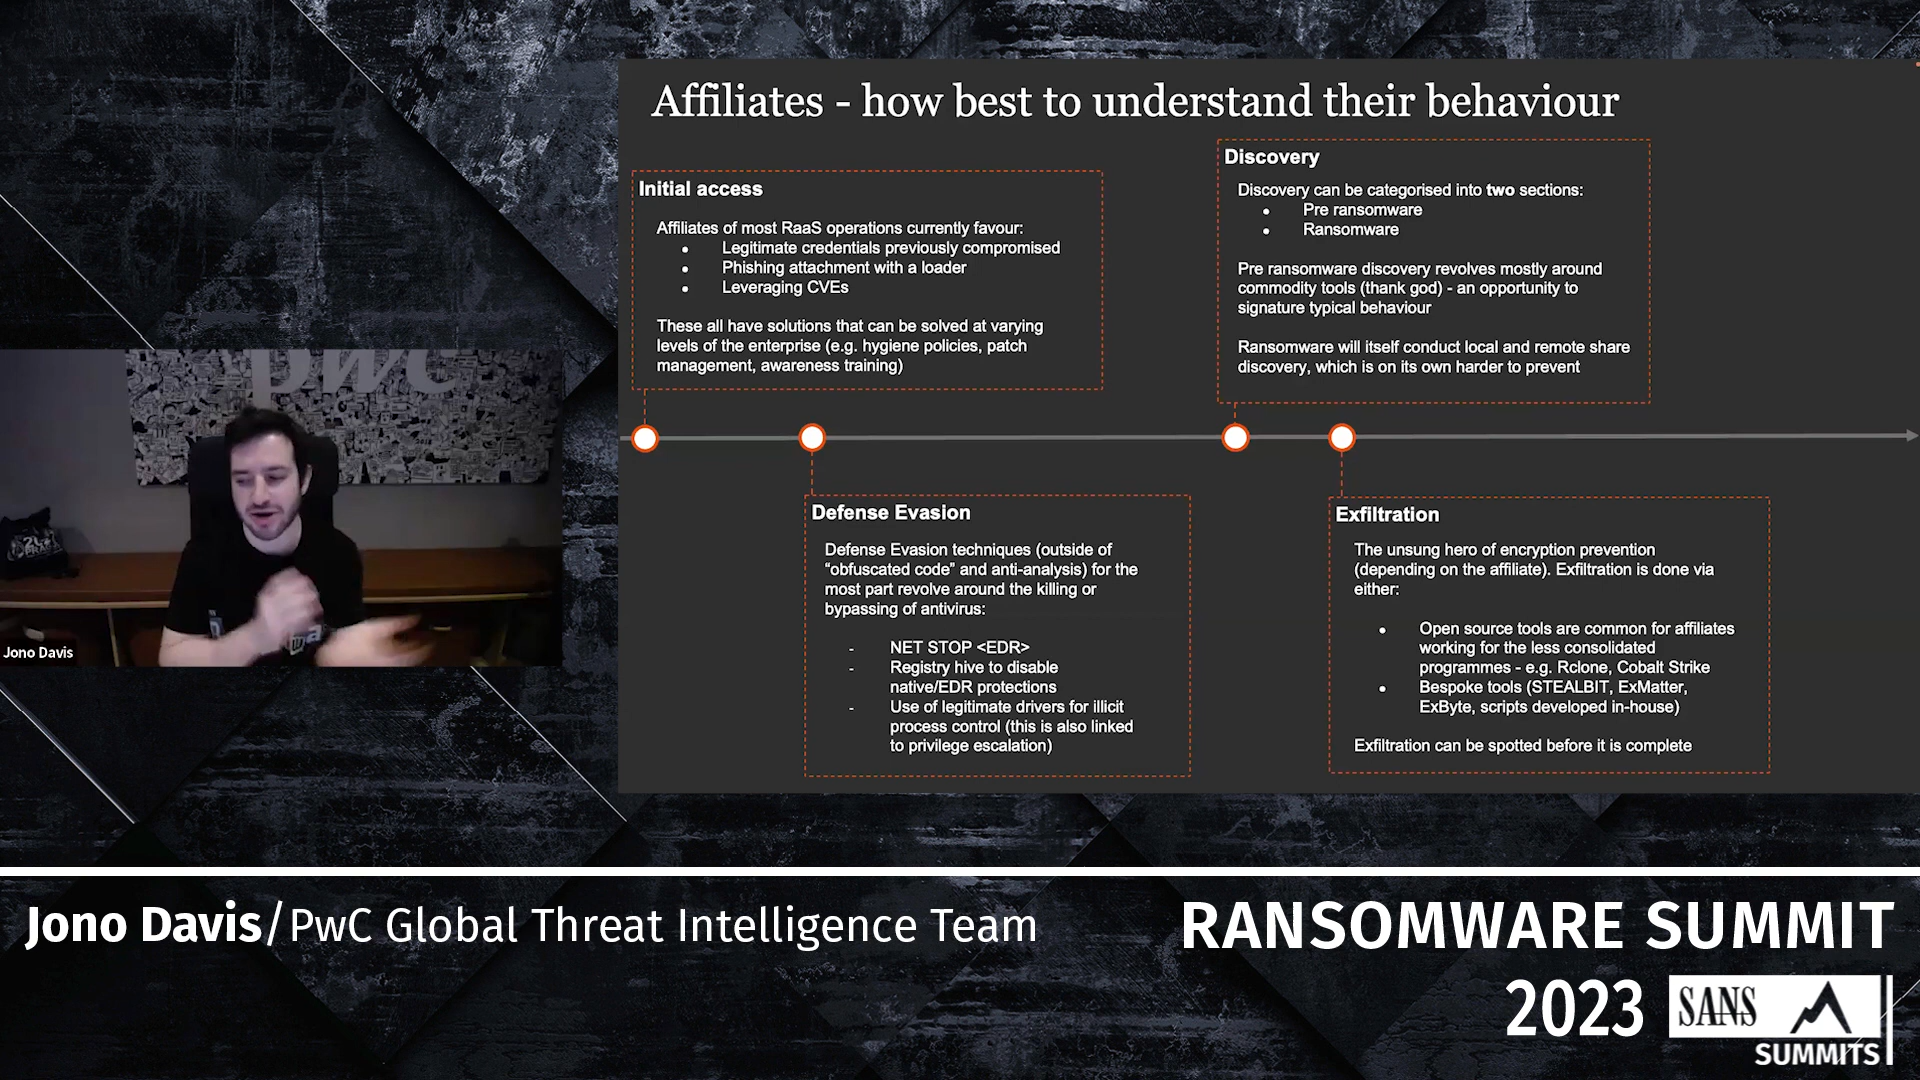 Affiliates - how best to understand their behaviour
Initial access
Affiliates of most RaaS operations currently favour:
• Legitimate credentials previously compromised
• Phishing attachment with a loader
• Leveraging CVEs
These all have solutions that can be solved at varying
levels of the enterprise (e.g. hygiene policies, patch
management, awareness training)
Discovery
Discovery can be categorised into two sections:
• Pre ransomware
• Ransomware
Pre ransomware discovery revolves mostly around
commodity tools (thank god) - an opportunity to
signature typical behaviour
Ransomware will itself conduct local and remote share
discovery, which is on its own harder to prevent
Defense Evasion
Defense Evasion techniques (outside of
“obfuscated code” and anti-analysis) for the
most part revolve around the killing or
bypassing of antivirus:
- NET STOP <EDR>
- Registry hive to disable
native/EDR protections
- Use of legitimate drivers for illicit
process control (this is also linked
to privilege escalation)
Exfiltration
The unsung hero of encryption prevention
(depending on the affiliate). Exfiltration is done via
either:
• Open source tools are common for affiliates
working for the less consolidated
programmes - e.g. Rclone, Cobalt Strike
• Bespoke tools (STEALBIT, ExMatter,
ExByte, scripts developed in-house)
Exfiltration can be spotted before it is complete
pwc
Jono Davis
Jono Davis/PwC Global Threat Intelligence Team
RANSOMWARE SUMMIT
2023
SANS
SUMMITS